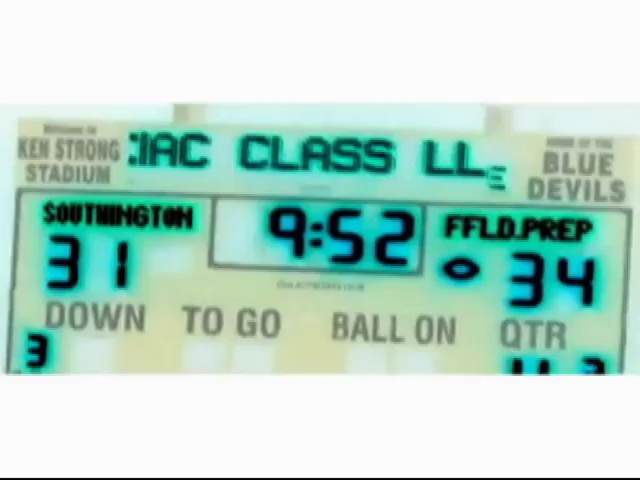 Welcome to
KEN STRONG
STADIUM
IAC CLASS LL
HOME OF THE
BLUE
DEVILS
SOUTHINGTON
9:52
FFLD.PREP
31
34
DOWN
TO GO
BALL ON
QTR
3